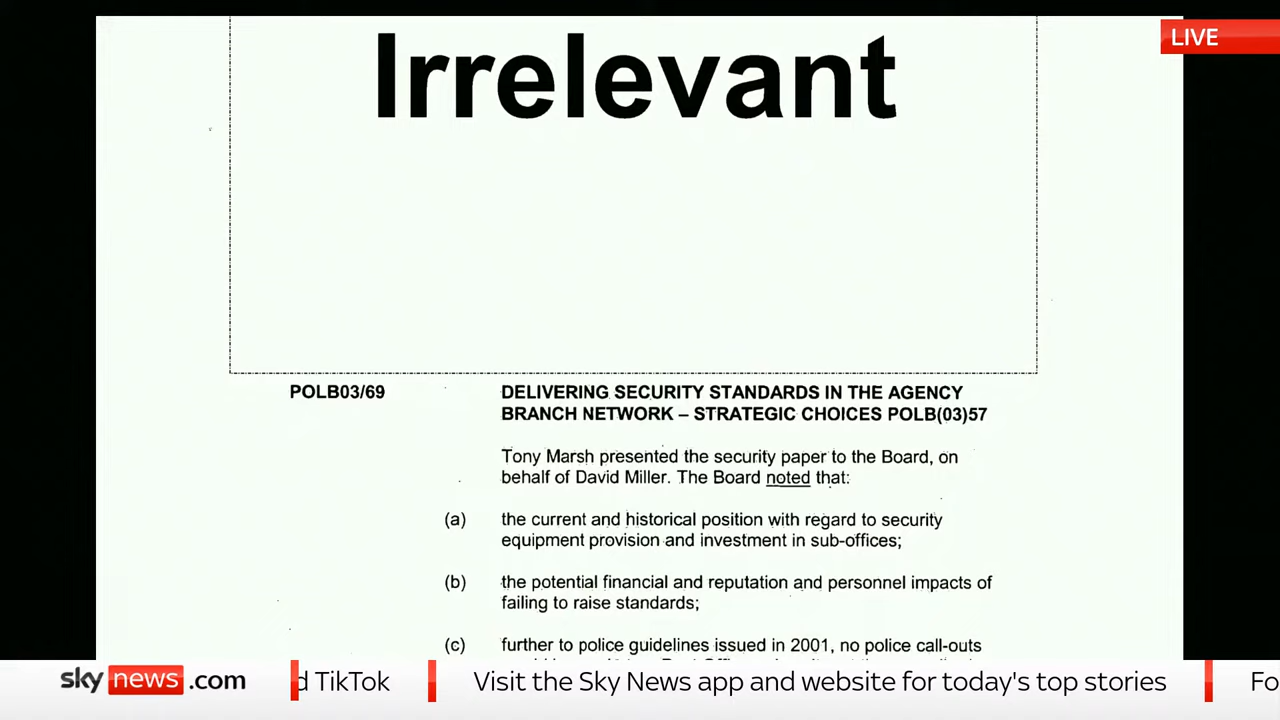 LIVE
Irrelevant
POLB03/69
DELIVERING SECURITY STANDARDS IN THE AGENCY
BRANCH NETWORK – STRATEGIC CHOICES POLB(03)57
Tony Marsh presented the security paper to the Board, on
behalf of David Miller. The Board noted that:
(a) the current and historical position with regard to security
equipment provision and investment in sub-offices;
(b) the potential financial and reputation and personnel impacts of
failing to raise standards;
(c) further to police guidelines issued in 2001, no police call-outs
sky news .com
d TikTok
Visit the Sky News app and website for today's top stories
Fo